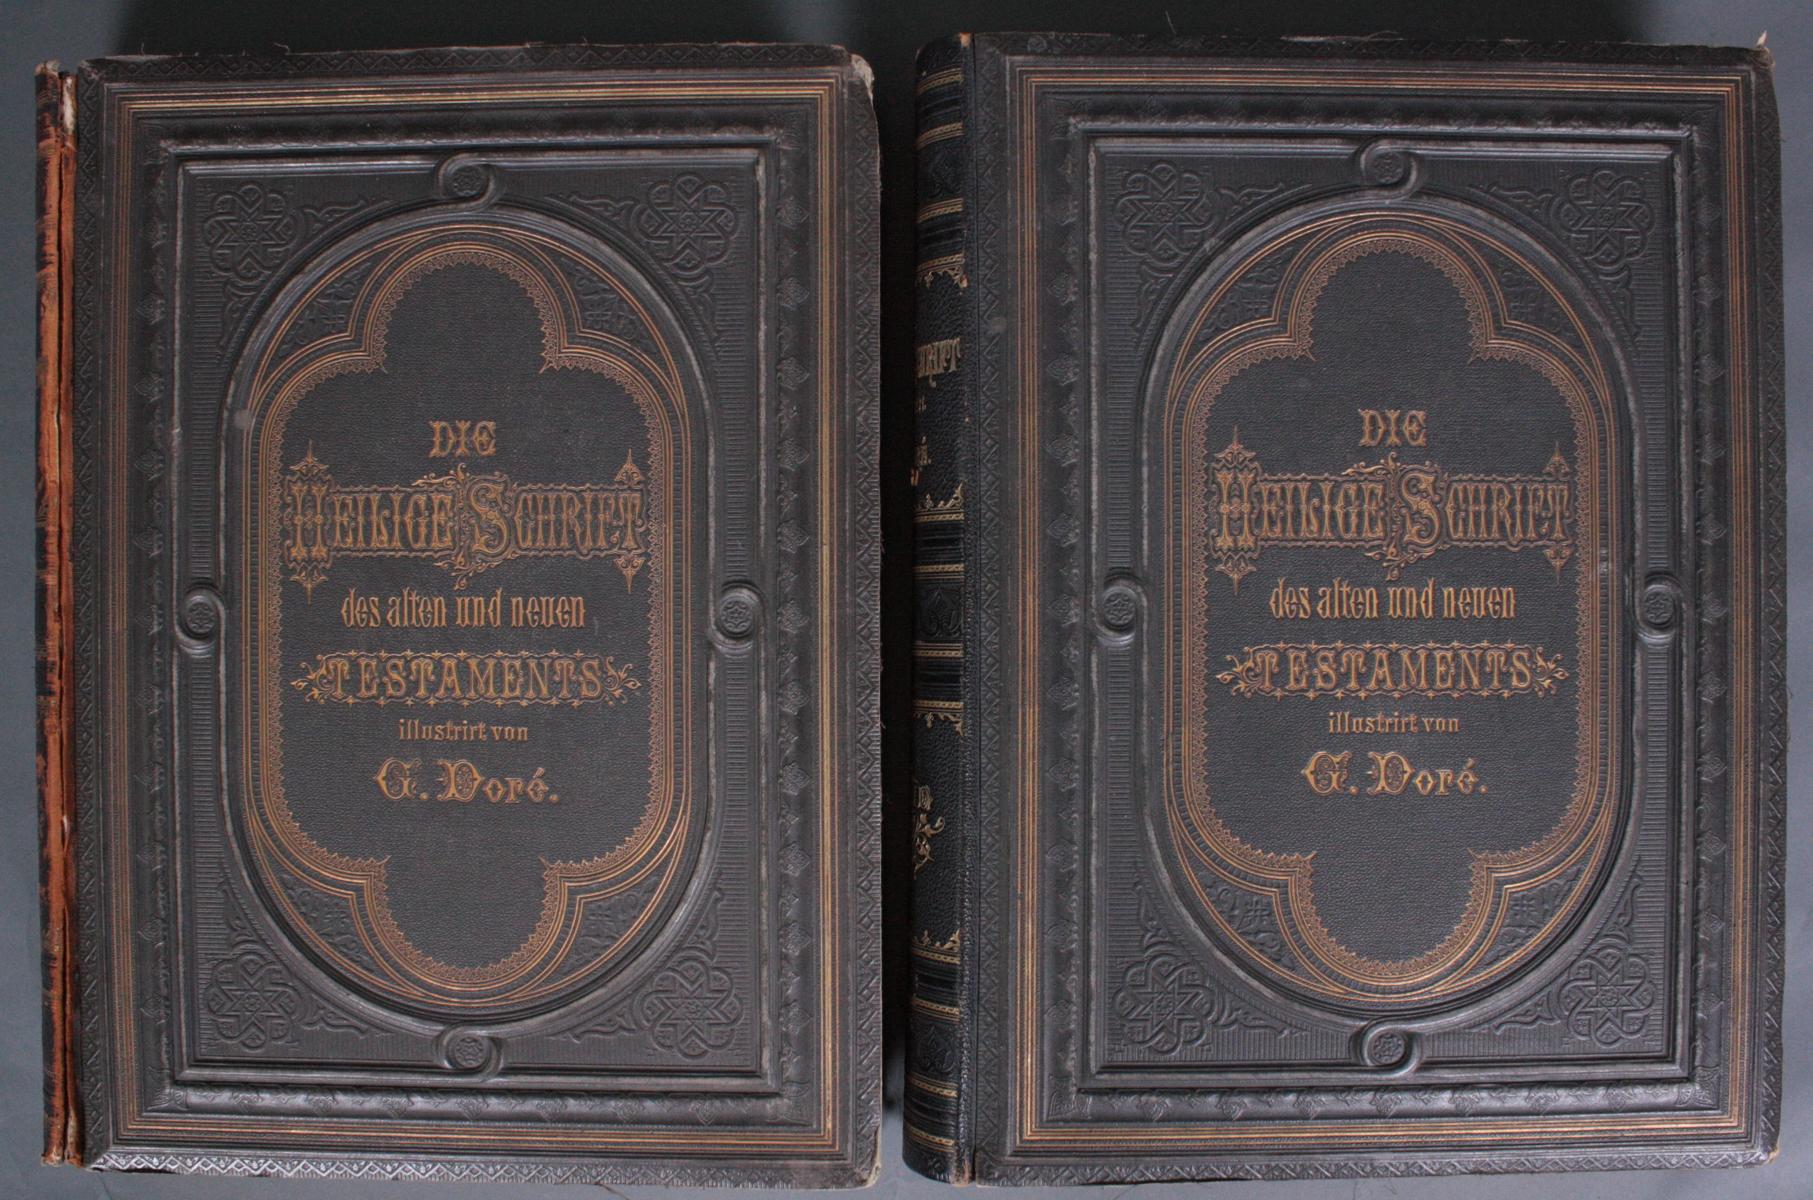 DIE
HEILIGE SCHRIFT
des alten und neuen
TESTAMENTS
illustrirt von
G. Doré.
DIE
HEILIGE SCHRIFT
des alten und neuen
TESTAMENTS
illustrirt von
G. Doré.